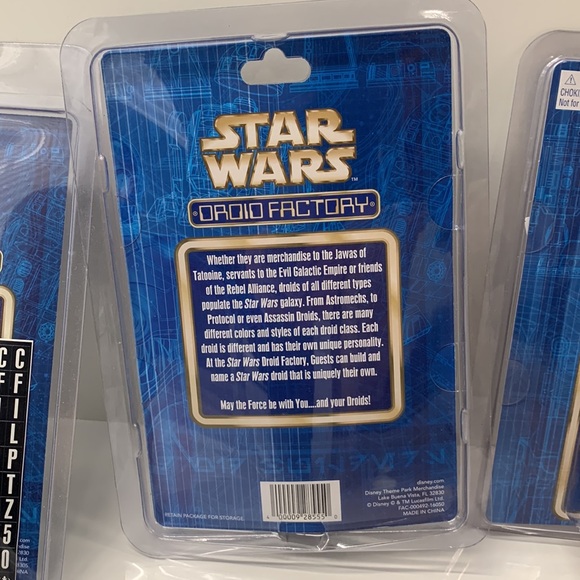 STAR
WARS™
DROID FACTORY®
Whether they are merchandise to the Jawas of
Tatooine, servants to the Evil Galactic Empire or friends
of the Rebel Alliance, droids of all different types
populate the Star Wars galaxy. From Astromechs, to
Protocol or even Assassin Droids, there are many
different colors and styles of each droid class. Each
droid is different and has their own unique personality.
At the Star Wars Droid Factory, Guests can build and
name a Star Wars droid that is uniquely their own.
May the Force be with You....and your Droids!
RETAIN PACKAGE FOR STORAGE.
disney.com
Disney Theme Park Merchandise
Lake Buena Vista, FL 32830
© Disney © & ™ Lucasfilm Ltd.
FAC-000492-16050
MADE IN CHINA
C
F
C
F
I
L
P
T
Z
5
0
CHOKI
Not for